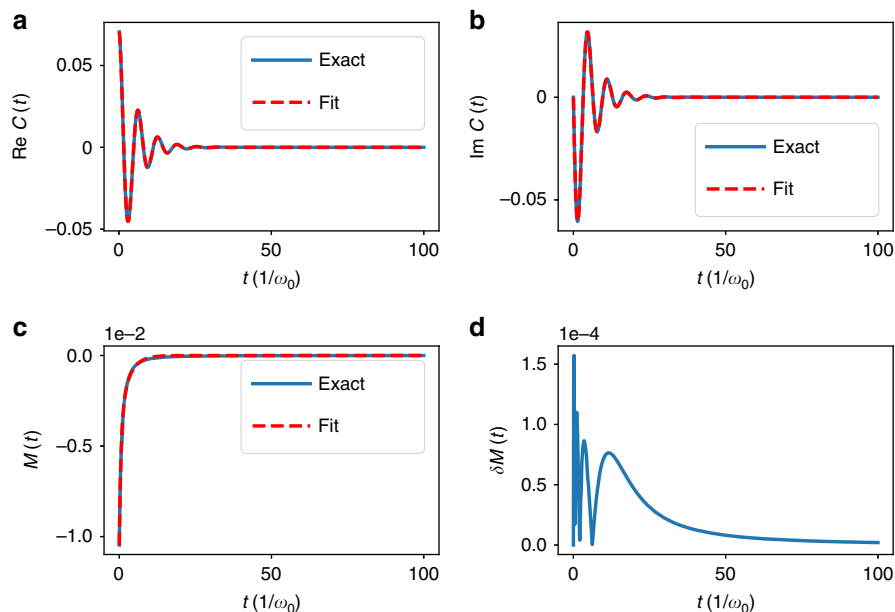 a
0.05
0
−0.05
Re C (t)
Exact
Fit
0
50
100
t (1/ω₀)
b
0
−0.05
Im C (t)
Exact
Fit
0
50
100
t (1/ω₀)
c
1e−2
0.0
−0.5
−1.0
M (t)
Exact
Fit
0
50
100
t (1/ω₀)
d
1e−4
1.5
1.0
0.5
0.0
δM (t)
0
50
100
t (1/ω₀)